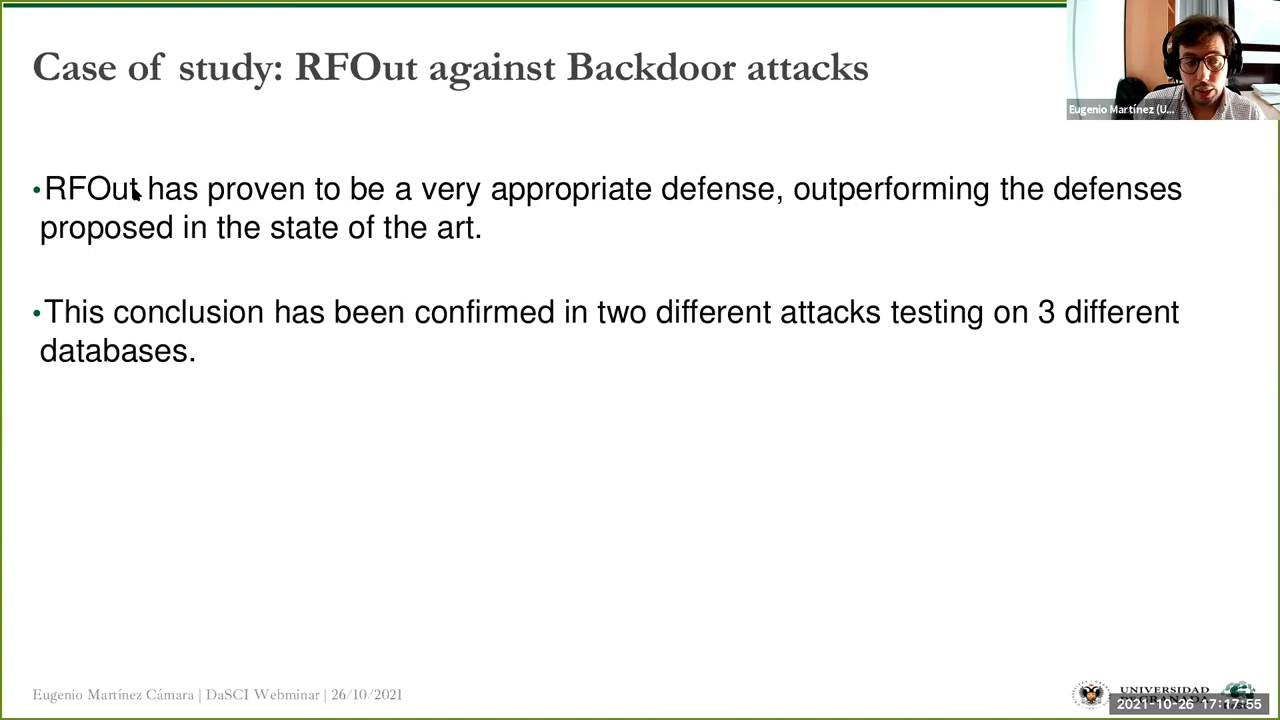 Case of study: RFOut against Backdoor attacks
Eugenio Martínez (U...
•RFOut has proven to be a very appropriate defense, outperforming the defenses
proposed in the state of the art.
•This conclusion has been confirmed in two different attacks testing on 3 different
databases.
Eugenio Martínez Cámara | DaSCI Webminar | 26/10/2021
UNIVERSIDAD
2021-10-26 17:17:55